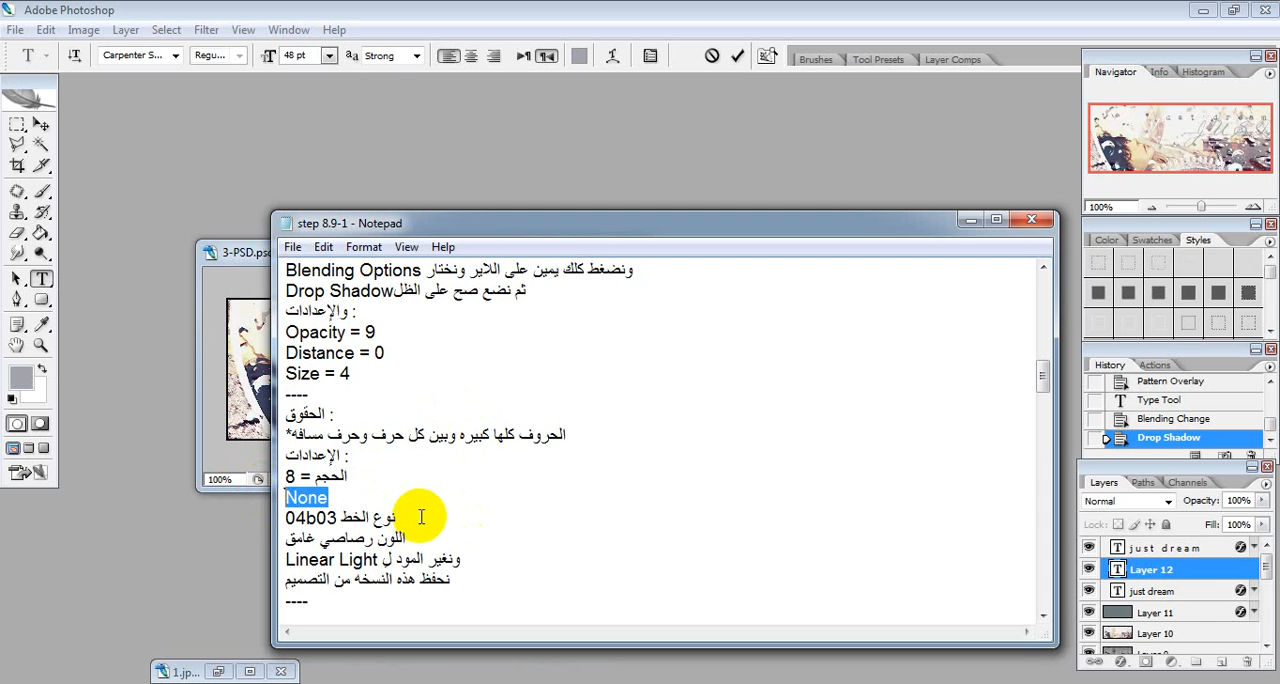 Adobe Photoshop
File Edit Image Layer Select Filter View Window Help
Carpenter S... Regu... 48 pt Strong
Brushes Tool Presets Layer Comps
Navigator Info Histogram
100%
Color Swatches Styles
History Actions
Pattern Overlay
Type Tool
Blending Change
Drop Shadow
Layers Paths Channels
Normal Opacity: 100%
Lock: Fill: 100%
just dream
Layer 12
just dream
Layer 11
Layer 10
3-PSD.psd
100%
1.jp...
step 8.9-1 - Notepad
File Edit Format View Help
ونضغط كلك يمين على اللاير ونختار Blending Options
ثم نضع صح على الظلDrop Shadow
والإعدادات :
Opacity = 9
Distance = 0
Size = 4
----
الحقوق :
*الحروف كلها كبيره وبين كل حرف وحرف مسافه
الإعدادات :
الحجم = 8
None
نوع الخط 04b03
اللون رصاصي غامق
ونغير المود لِ Linear Light
نحفظ هذه النسخه من التصميم
----